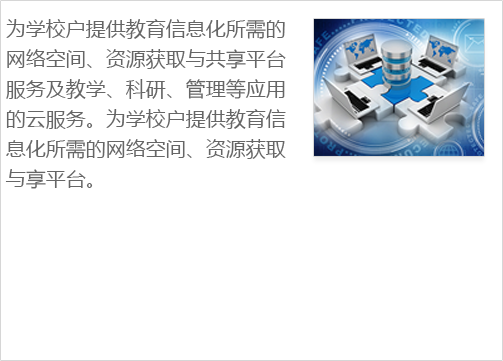 为学校户提供教育信息化所需的
网络空间、资源获取与共享平台
服务及教学、科研、管理等应用
的云服务。为学校户提供教育信
息化所需的网络空间、资源获取
与享平台。